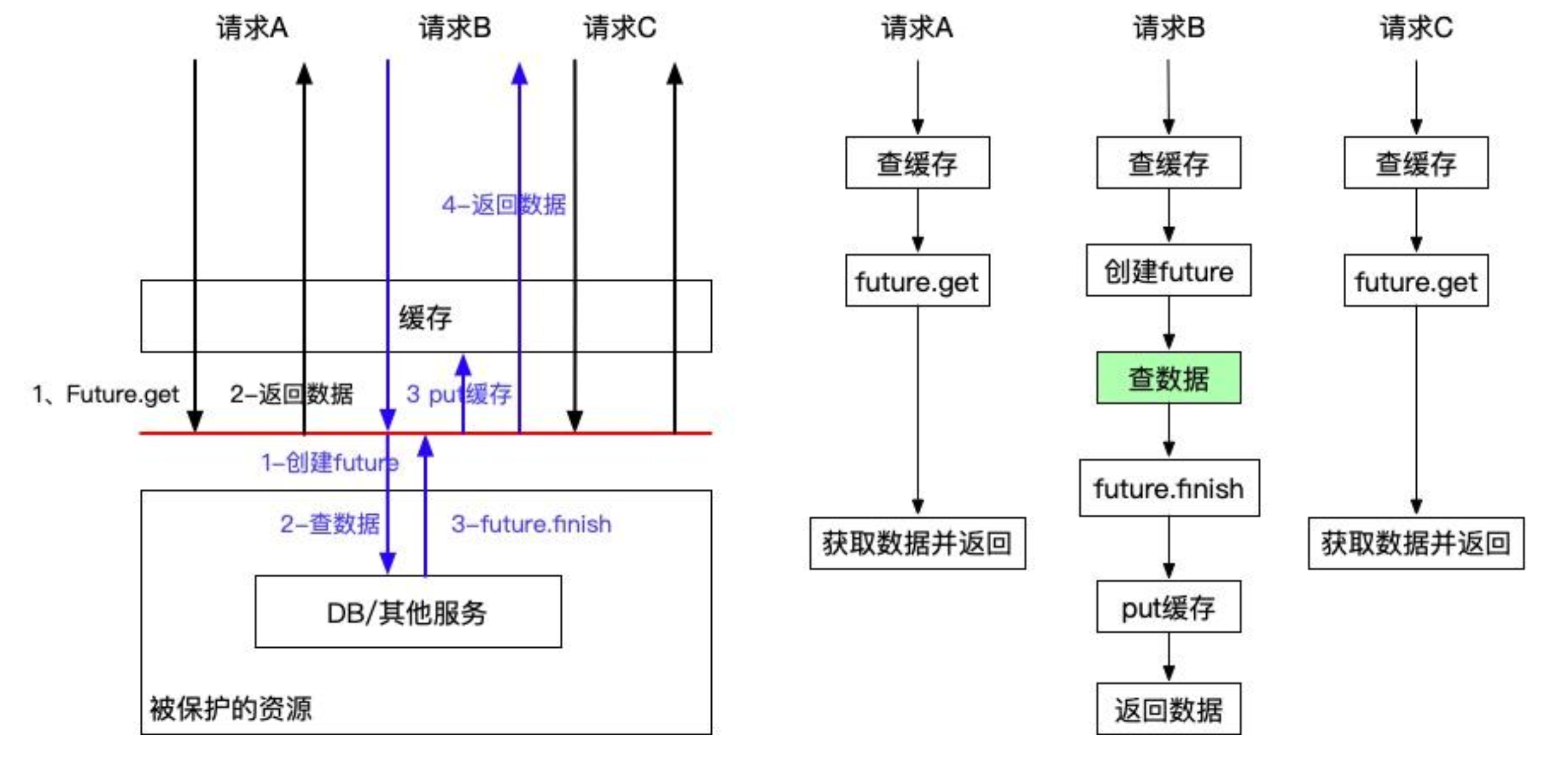 请求A
请求B
请求C
4-返回数据
缓存
1、Future.get
2-返回数据
3 put缓存
1-创建future
2-查数据
3-future.finish
DB/其他服务
被保护的资源
请求A
请求B
请求C
查缓存
查缓存
查缓存
future.get
创建future
future.get
查数据
future.finish
获取数据并返回
获取数据并返回
put缓存
返回数据